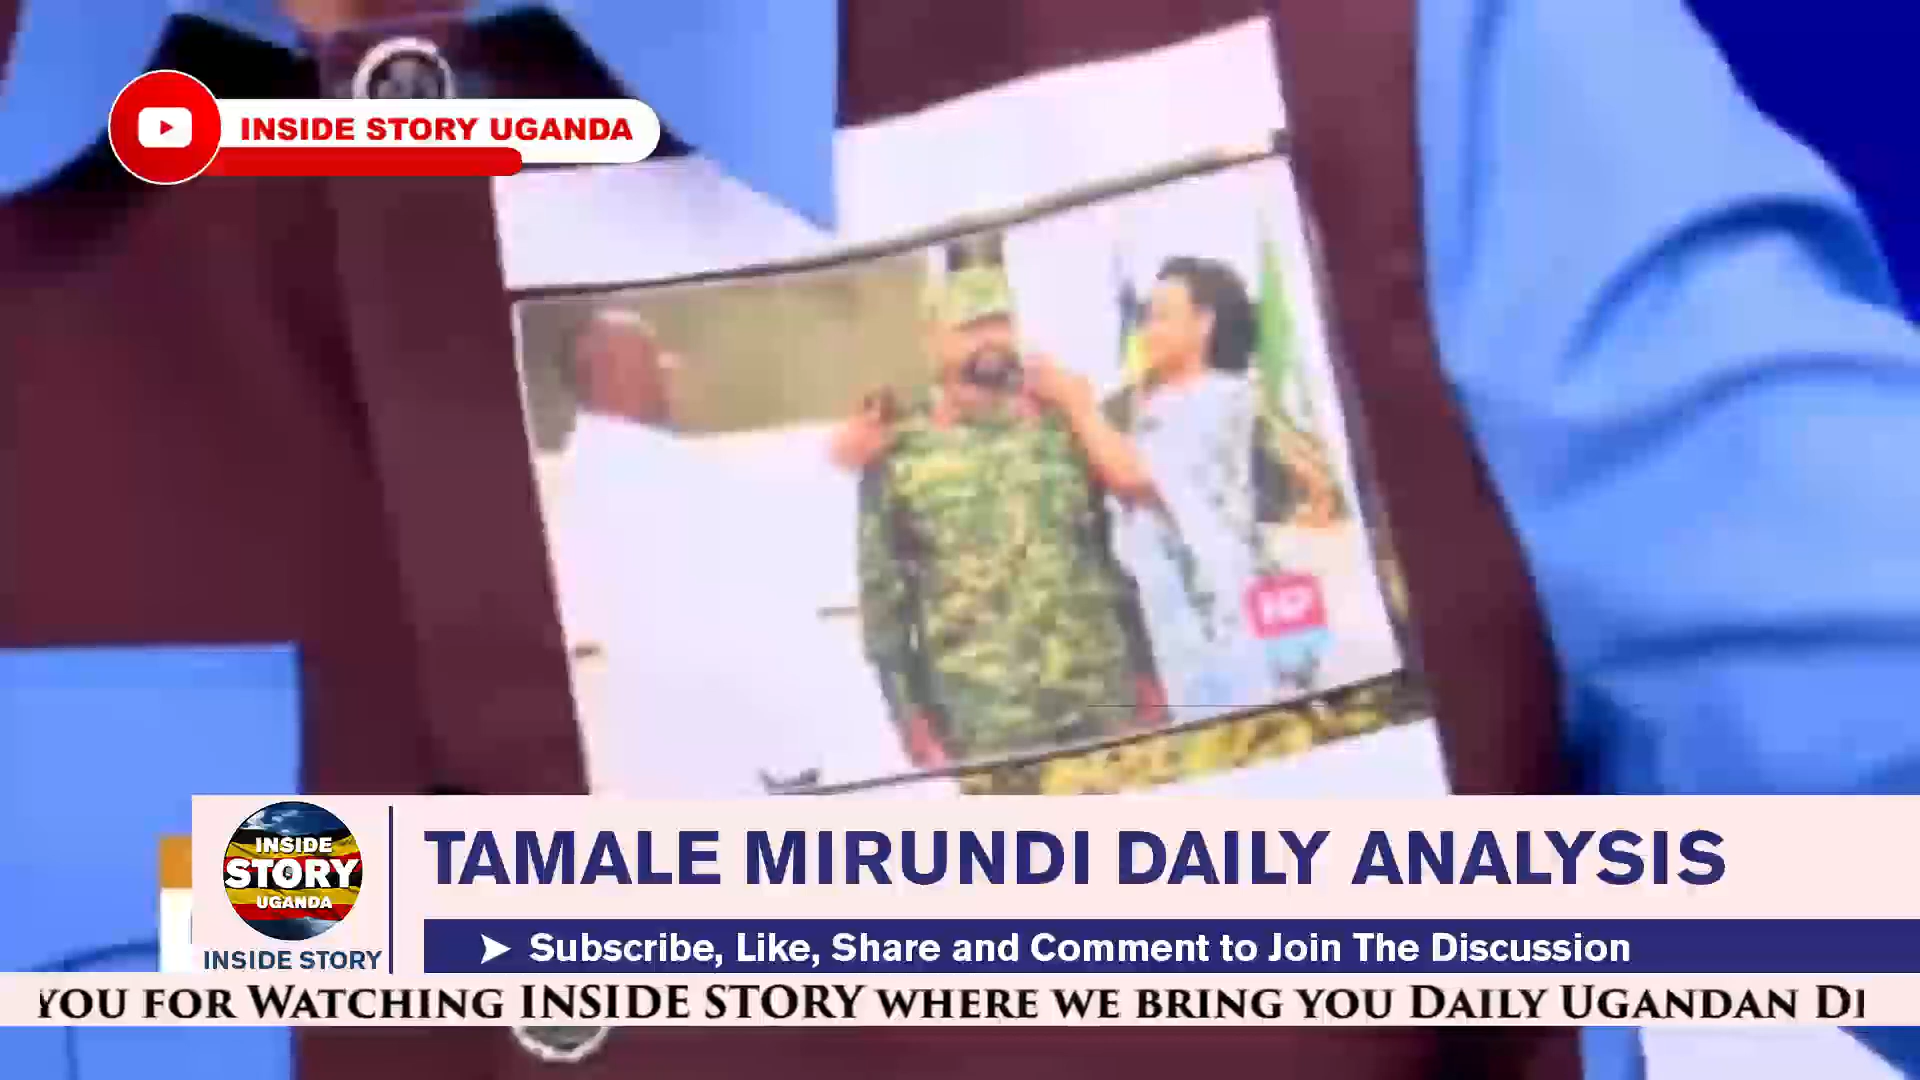 INSIDE STORY UGANDA
INSIDE
STORY
UGANDA
INSIDE STORY
TAMALE MIRUNDI DAILY ANALYSIS
➤ Subscribe, Like, Share and Comment to Join The Discussion
YOU FOR WATCHING INSIDE STORY WHERE WE BRING YOU DAILY UGANDAN DI